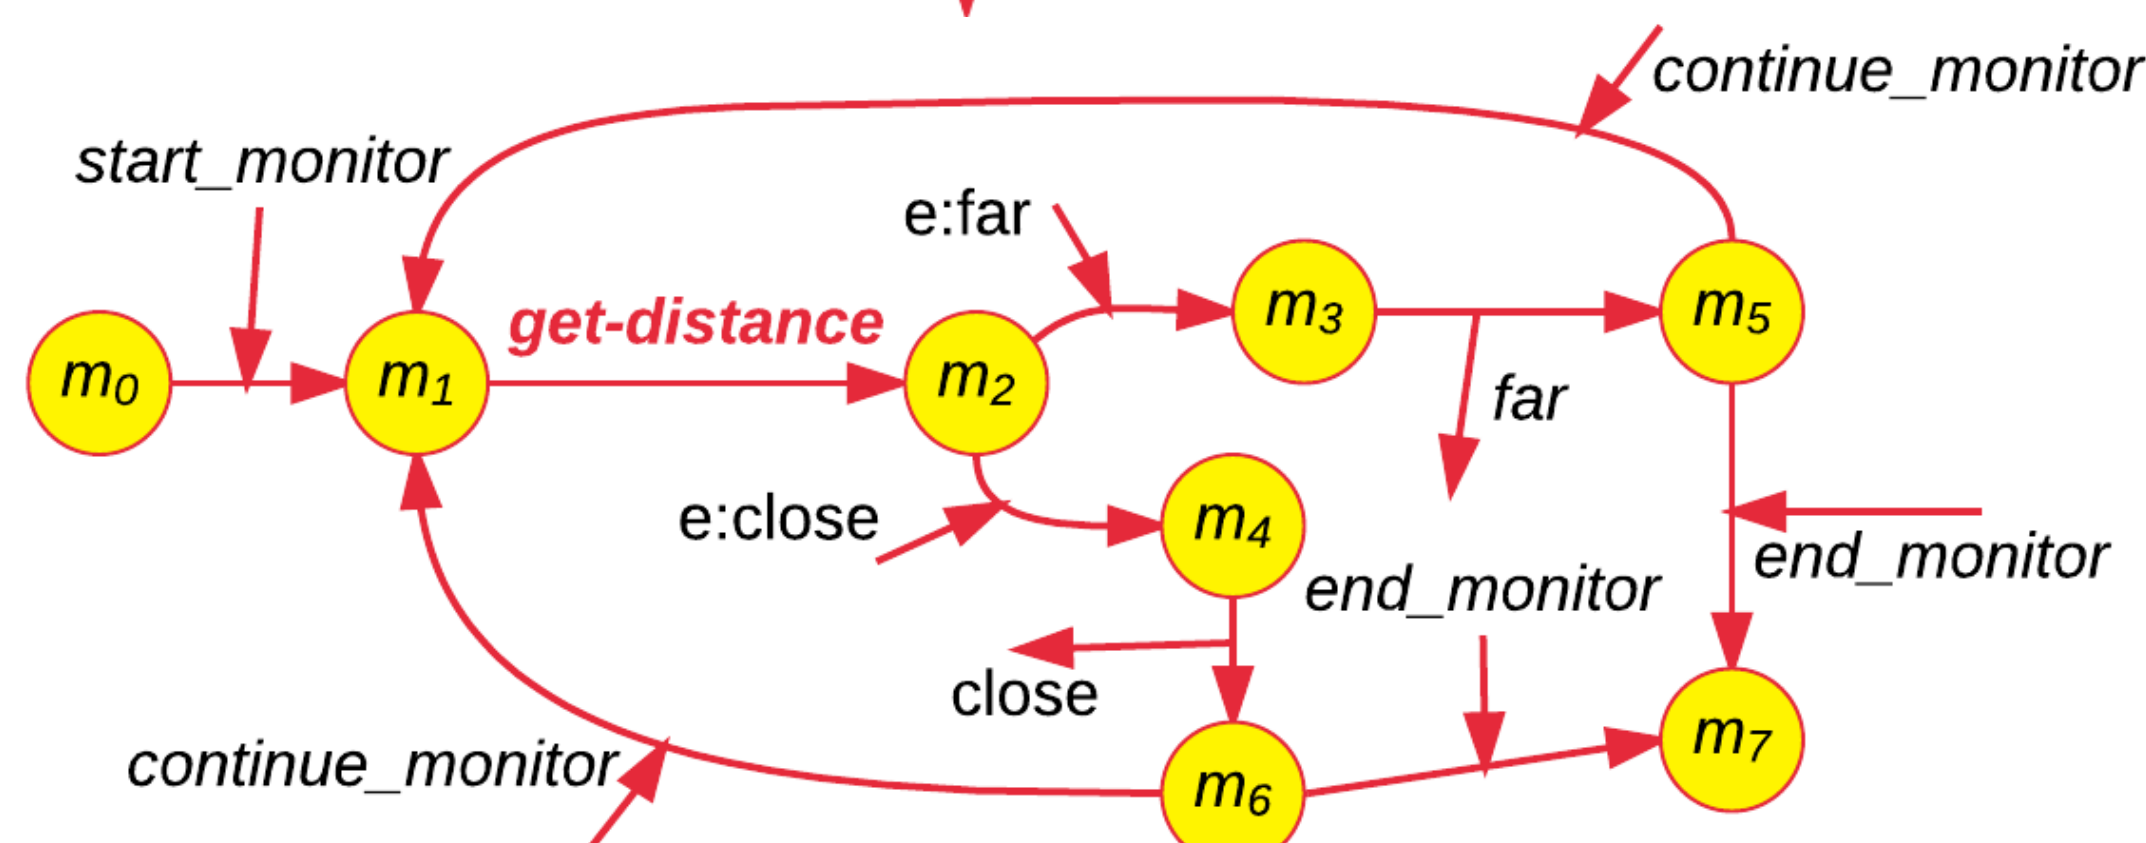 continue_monitor
start_monitor
e:far
get-distance
m0
m1
m2
m3
m5
far
e:close
m4
end_monitor
end_monitor
close
continue_monitor
m6
m7